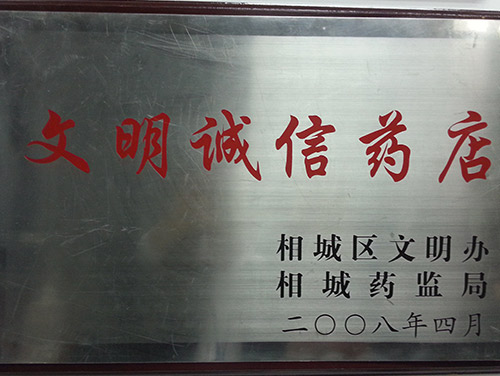 文明诚信药店
相城区文明办
相城药监局
二〇〇八年四月